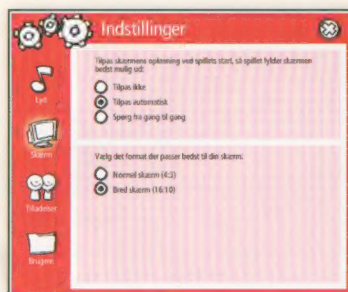 Indstillinger
Tilpas skærmens opløsning ved spillets start, så spillet fylder skærmen
bedst mulig ud:
Tilpas ikke
Tilpas automatisk
Spørg fra gang til gang
Lyd
Skærm
Vælg det format der passer bedst til din skærm:
Normal skærm (4:3)
Bred skærm (16:10)
Tilladelser
Brugere